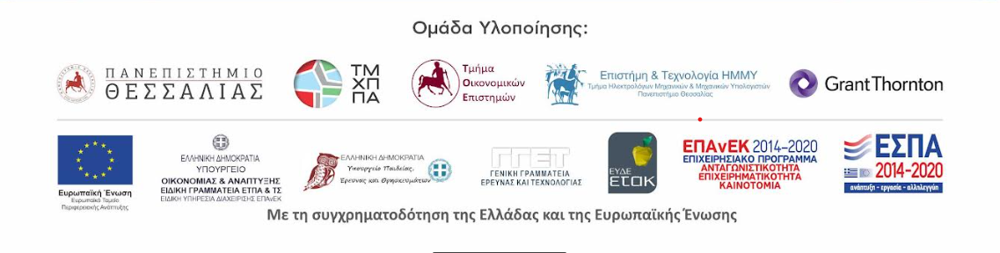 Ομάδα Υλοποίησης:
ΠΑΝΕΠΙΣΤΗΜΙΟ
ΘΕΣΣΑΛΙΑΣ
ΤΜ
ΧΠ
ΠΑ
Τμήμα
Οικονομικών
Επιστημών
Επιστήμη & Τεχνολογία ΗΜΜΥ
Τμήμα Ηλεκτρολόγων Μηχανικών & Μηχανικών Υπολογιστών
Πανεπιστήμιο Θεσσαλίας
Grant Thornton
Ευρωπαϊκή Ένωση
Ευρωπαϊκό Ταμείο
Περιφερειακής Ανάπτυξης
ΕΛΛΗΝΙΚΗ ΔΗΜΟΚΡΑΤΙΑ
ΥΠΟΥΡΓΕΙΟ
ΟΙΚΟΝΟΜΙΑΣ & ΑΝΑΠΤΥΞΗΣ
ΕΙΔΙΚΗ ΓΡΑΜΜΑΤΕΙΑ ΕΤΠΑ & ΤΣ
ΕΙΔΙΚΗ ΥΠΗΡΕΣΙΑ ΔΙΑΧΕΙΡΙΣΗΣ ΕΠΑνΕΚ
ΕΛΛΗΝΙΚΗ ΔΗΜΟΚΡΑΤΙΑ
Υπουργείο Παιδείας,
Έρευνας και Θρησκευμάτων
ΓΓΕΤ
ΓΕΝΙΚΗ ΓΡΑΜΜΑΤΕΙΑ
ΕΡΕΥΝΑΣ ΚΑΙ ΤΕΧΝΟΛΟΓΙΑΣ
ΕΥΔΕ
ΕΤΑΚ
ΕΠΑνΕΚ 2014-2020
ΕΠΙΧΕΙΡΗΣΙΑΚΟ ΠΡΟΓΡΑΜΜΑ
ΑΝΤΑΓΩΝΙΣΤΙΚΟΤΗΤΑ
ΕΠΙΧΕΙΡΗΜΑΤΙΚΟΤΗΤΑ
ΚΑΙΝΟΤΟΜΙΑ
ΕΣΠΑ
2014-2020
ανάπτυξη - εργασία - αλληλεγγύη
Με τη συγχρηματοδότηση της Ελλάδας και της Ευρωπαϊκής Ένωσης